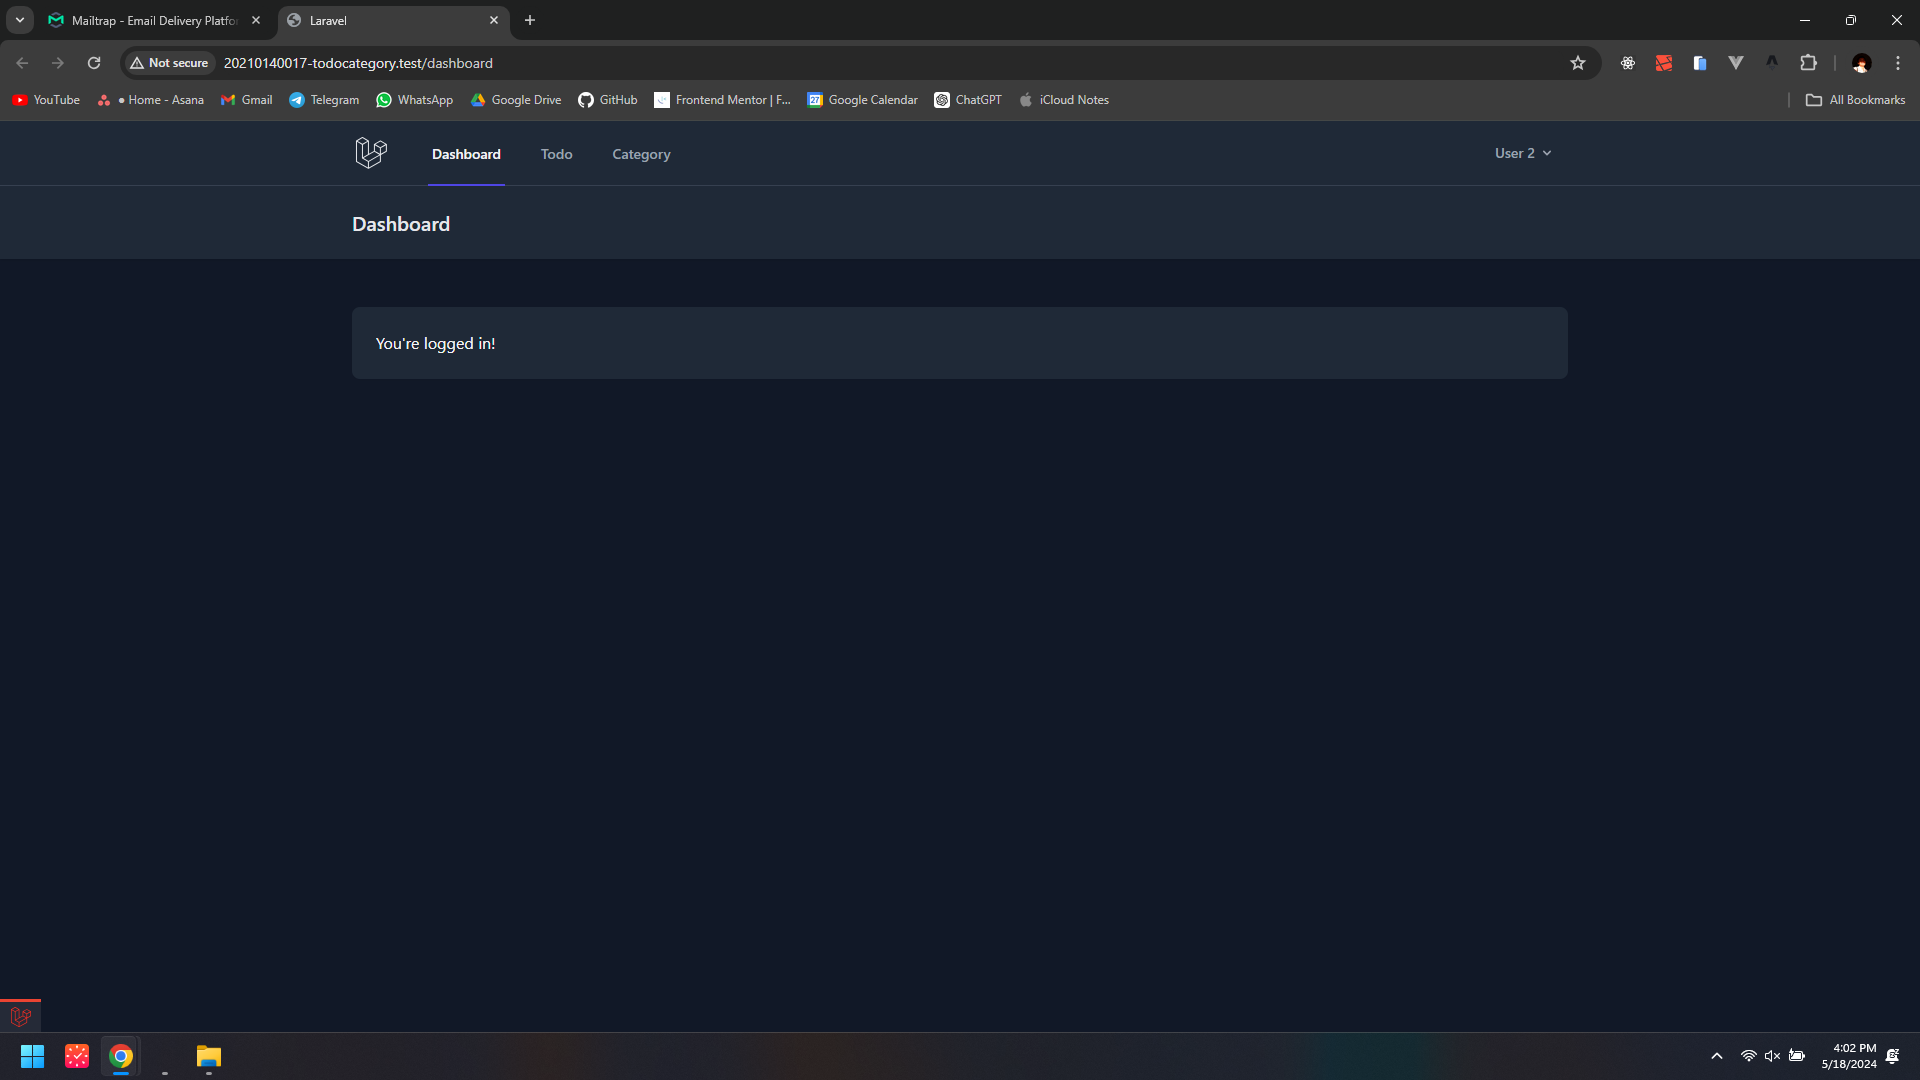 Mailtrap - Email Delivery Platfo
Laravel
Not secure
20210140017-todocategory.test/dashboard
YouTube
● Home - Asana
Gmail
Telegram
WhatsApp
Google Drive
GitHub
Frontend Mentor | F...
27
Google Calendar
ChatGPT
iCloud Notes
All Bookmarks
Dashboard
Todo
Category
User 2
Dashboard
You're logged in!
4:02 PM
5/18/2024